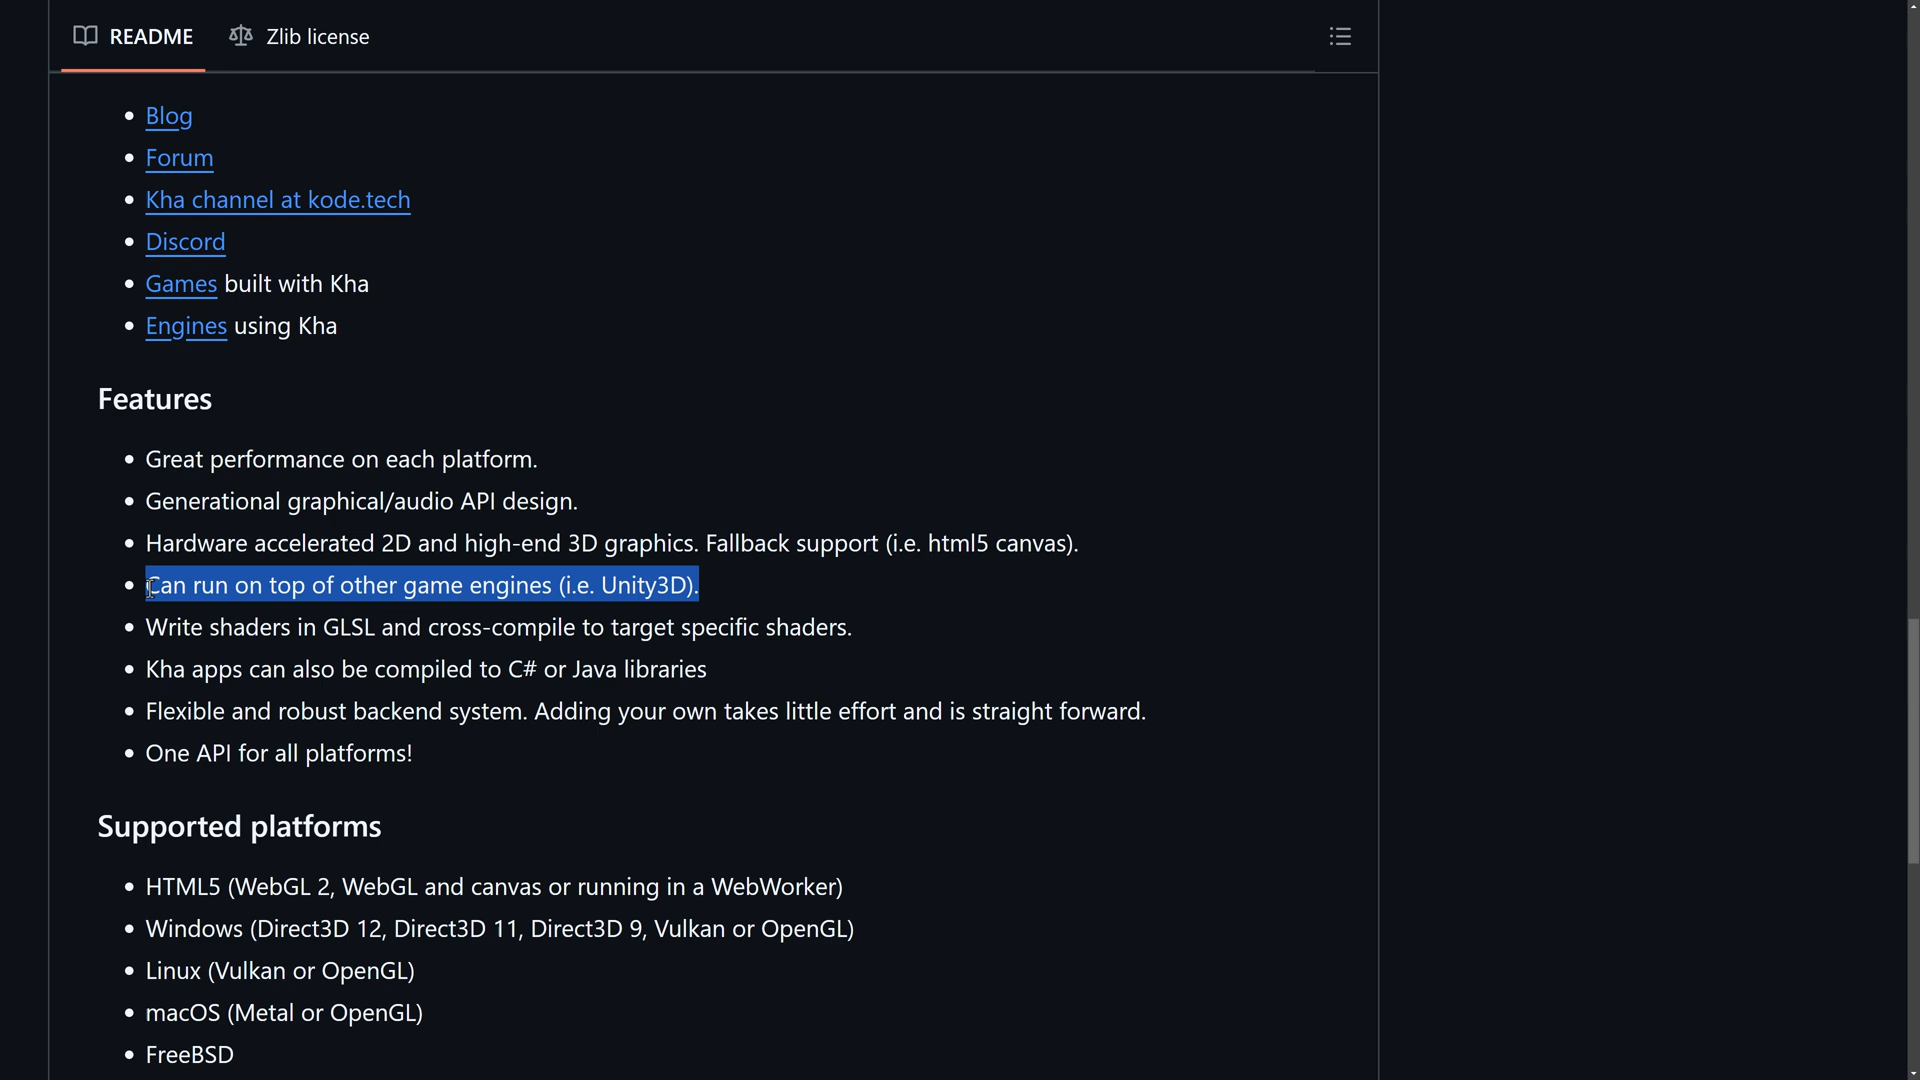 README
Zlib license
Blog
Forum
Kha channel at kode.tech
Discord
Games built with Kha
Engines using Kha
Features
Great performance on each platform.
Generational graphical/audio API design.
Hardware accelerated 2D and high-end 3D graphics. Fallback support (i.e. html5 canvas).
Can run on top of other game engines (i.e. Unity3D).
Write shaders in GLSL and cross-compile to target specific shaders.
Kha apps can also be compiled to C# or Java libraries
Flexible and robust backend system. Adding your own takes little effort and is straight forward.
One API for all platforms!
Supported platforms
HTML5 (WebGL 2, WebGL and canvas or running in a WebWorker)
Windows (Direct3D 12, Direct3D 11, Direct3D 9, Vulkan or OpenGL)
Linux (Vulkan or OpenGL)
macOS (Metal or OpenGL)
FreeBSD